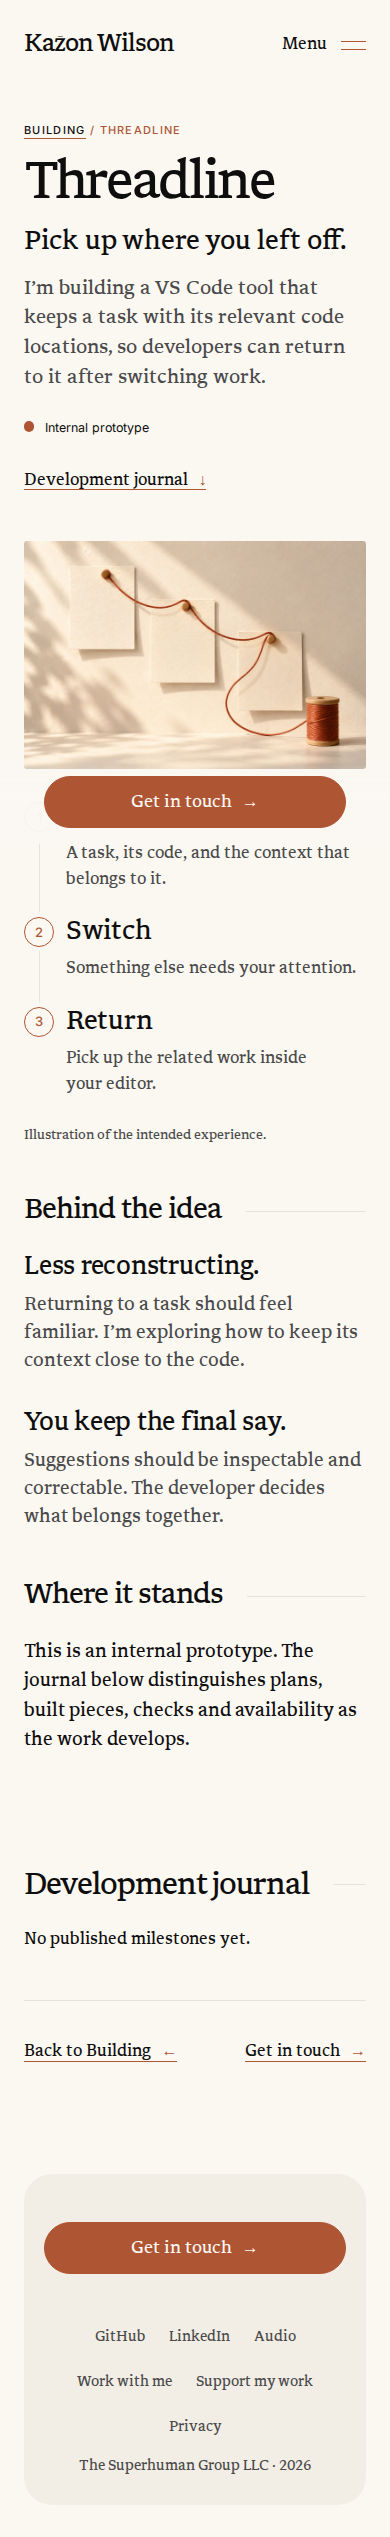 Kazon Wilson
Menu
BUILDING / THREADLINE
Threadline
Pick up where you left off.
I’m building a VS Code tool that
keeps a task with its relevant code
locations, so developers can return
to it after switching work.
Internal prototype
Development journal ↓
Get in touch →
A task, its code, and the context that
belongs to it.
2 Switch
Something else needs your attention.
3 Return
Pick up the related work inside
your editor.
Illustration of the intended experience.
Behind the idea
Less reconstructing.
Returning to a task should feel
familiar. I’m exploring how to keep its
context close to the code.
You keep the final say.
Suggestions should be inspectable and
correctable. The developer decides
what belongs together.
Where it stands
This is an internal prototype. The
journal below distinguishes plans,
built pieces, checks and availability as
the work develops.
Development journal
No published milestones yet.
Back to Building ←
Get in touch →
Get in touch →
GitHub LinkedIn Audio
Work with me Support my work
Privacy
The Superhuman Group LLC · 2026